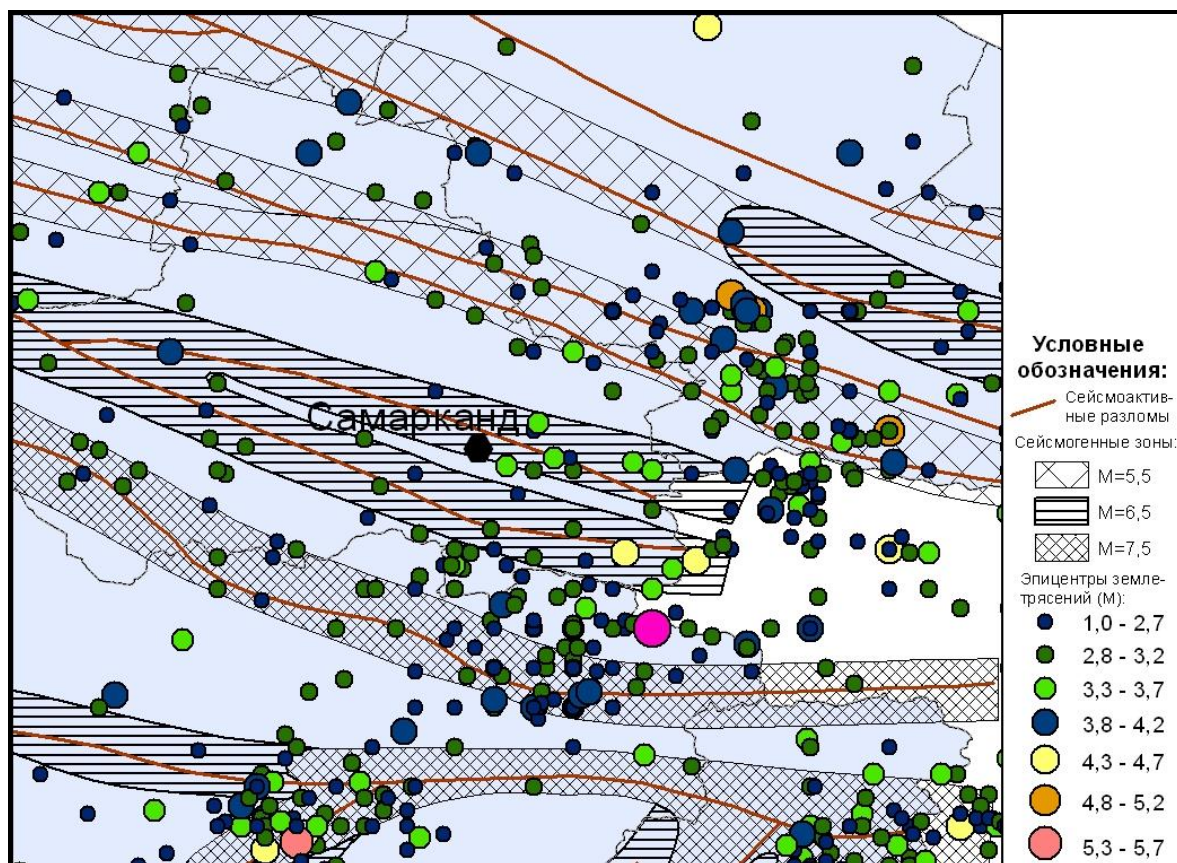 Самарканд
Условные
обозначения:
Сейсмоактив-
ные разломы
Сейсмогенные зоны:
М=5,5
М=6,5
М=7,5
Эпицентры земле-
трясений (М):
1,0 - 2,7
2,8 - 3,2
3,3 - 3,7
3,8 - 4,2
4,3 - 4,7
4,8 - 5,2
5,3 - 5,7